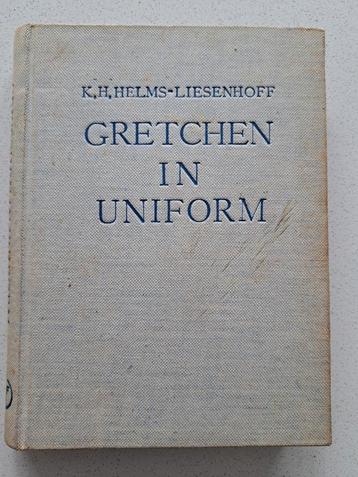 K.H.HELMS-LIESENHOFF
GRETCHEN
IN
UNIFORM